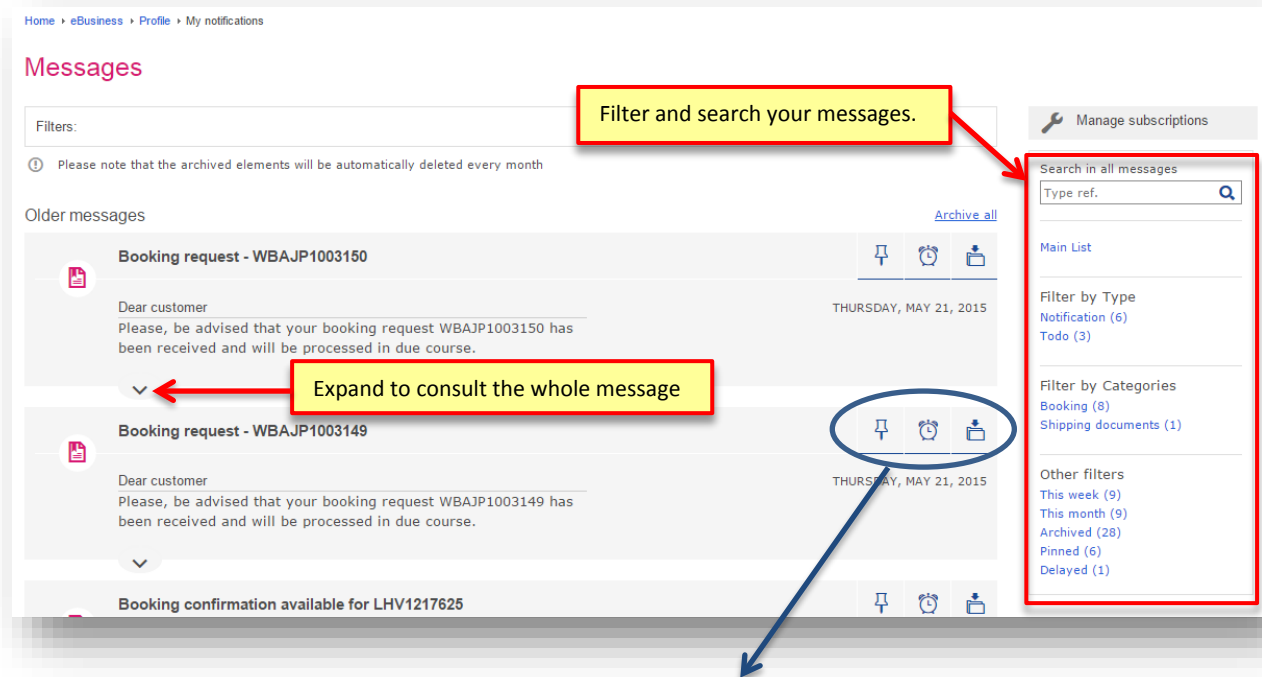 Home › eBusiness › Profile › My notifications
Messages
Filter and search your messages.
Filters:
Manage subscriptions
Please note that the archived elements will be automatically deleted every month
Search in all messages
Type ref.
Older messages
Archive all
Main List
Booking request - WBAJP1003150
Dear customer
THURSDAY, MAY 21, 2015
Please, be advised that your booking request WBAJP1003150 has
been received and will be processed in due course.
Filter by Type
Notification (6)
Todo (3)
Expand to consult the whole message
Filter by Categories
Booking (8)
Shipping documents (1)
Booking request - WBAJP1003149
Dear customer
THURSDAY, MAY 21, 2015
Please, be advised that your booking request WBAJP1003149 has
been received and will be processed in due course.
Other filters
This week (9)
This month (9)
Archived (28)
Pinned (6)
Delayed (1)
Booking confirmation available for LHV1217625